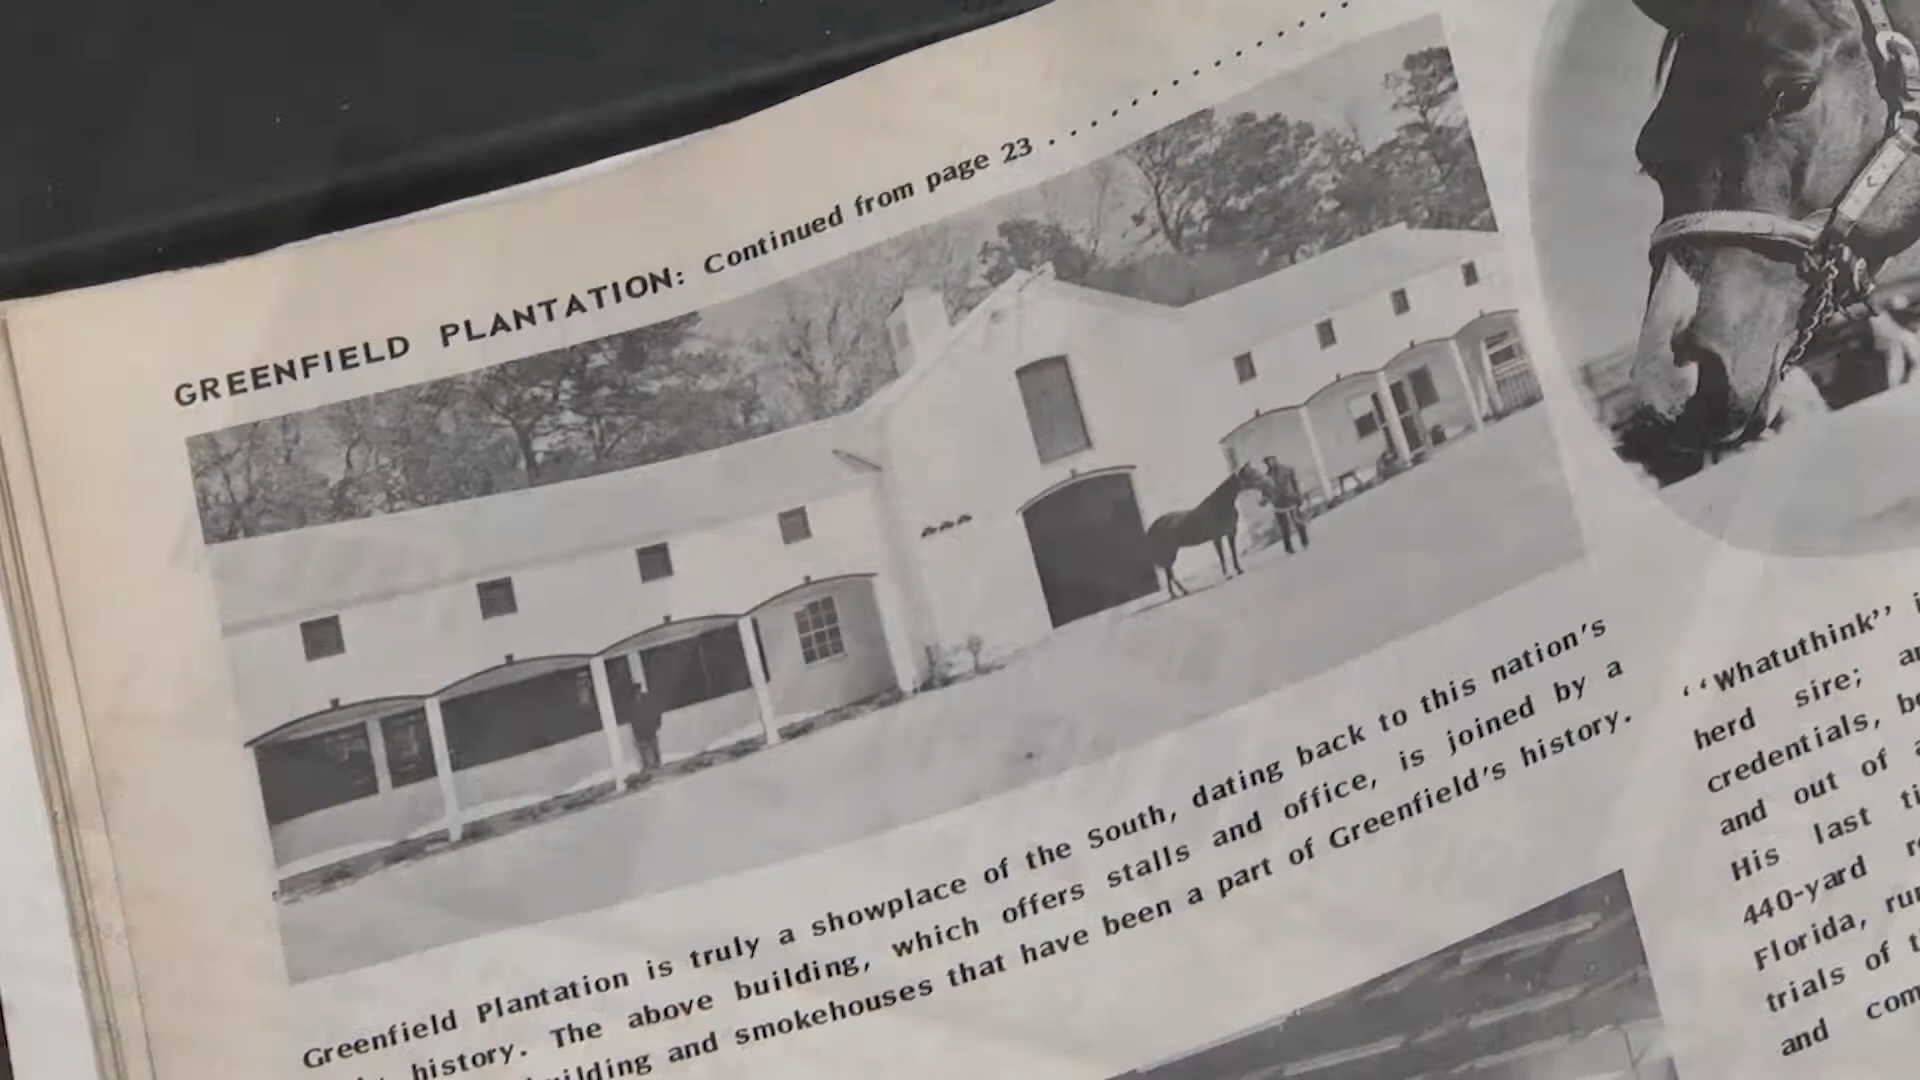 GREENFIELD PLANTATION: Continued from page 23 . . . . . . . . . . . . . . . . . .
Greenfield Plantation is truly a showplace of the South, dating back to this nation's
history. The above building, which offers stalls and office, is joined by a
and smokehouses that have been a part of Greenfield's history.
‘‘Whatuthink’’
herd sire;
credentials,
and out of
His last
440-yard
Florida,
trials of
and